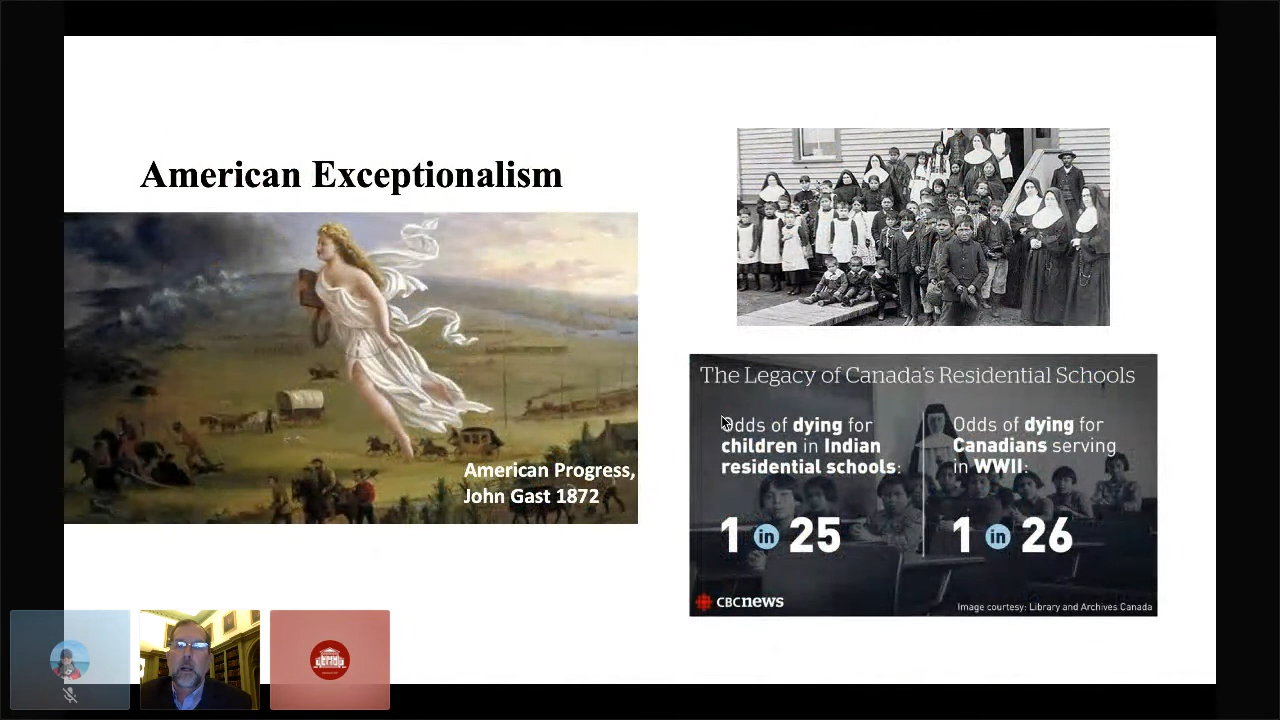 American Exceptionalism
American Progress,
John Gast 1872
The Legacy of Canada's Residential Schools
Odds of dying for
children in Indian
residential schools:
1 in 25
Odds of dying for
Canadians serving
in WWII:
1 in 26
CBCnews
Image courtesy: Library and Archives Canada